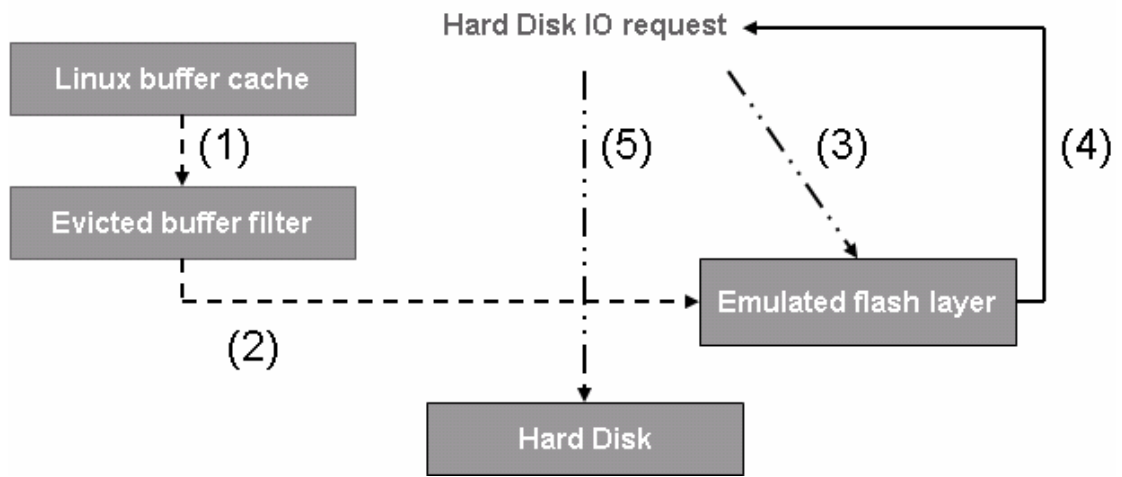 Hard Disk IO request
Linux buffer cache
(1)
(5)
(3)
(4)
Evicted buffer filter
Emulated flash layer
(2)
Hard Disk